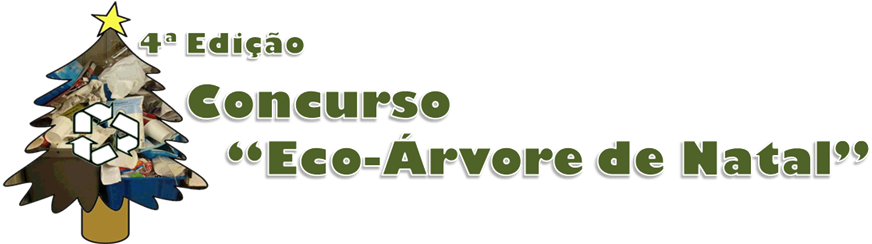 4ª Edição
Concurso
“Eco-Árvore de Natal”